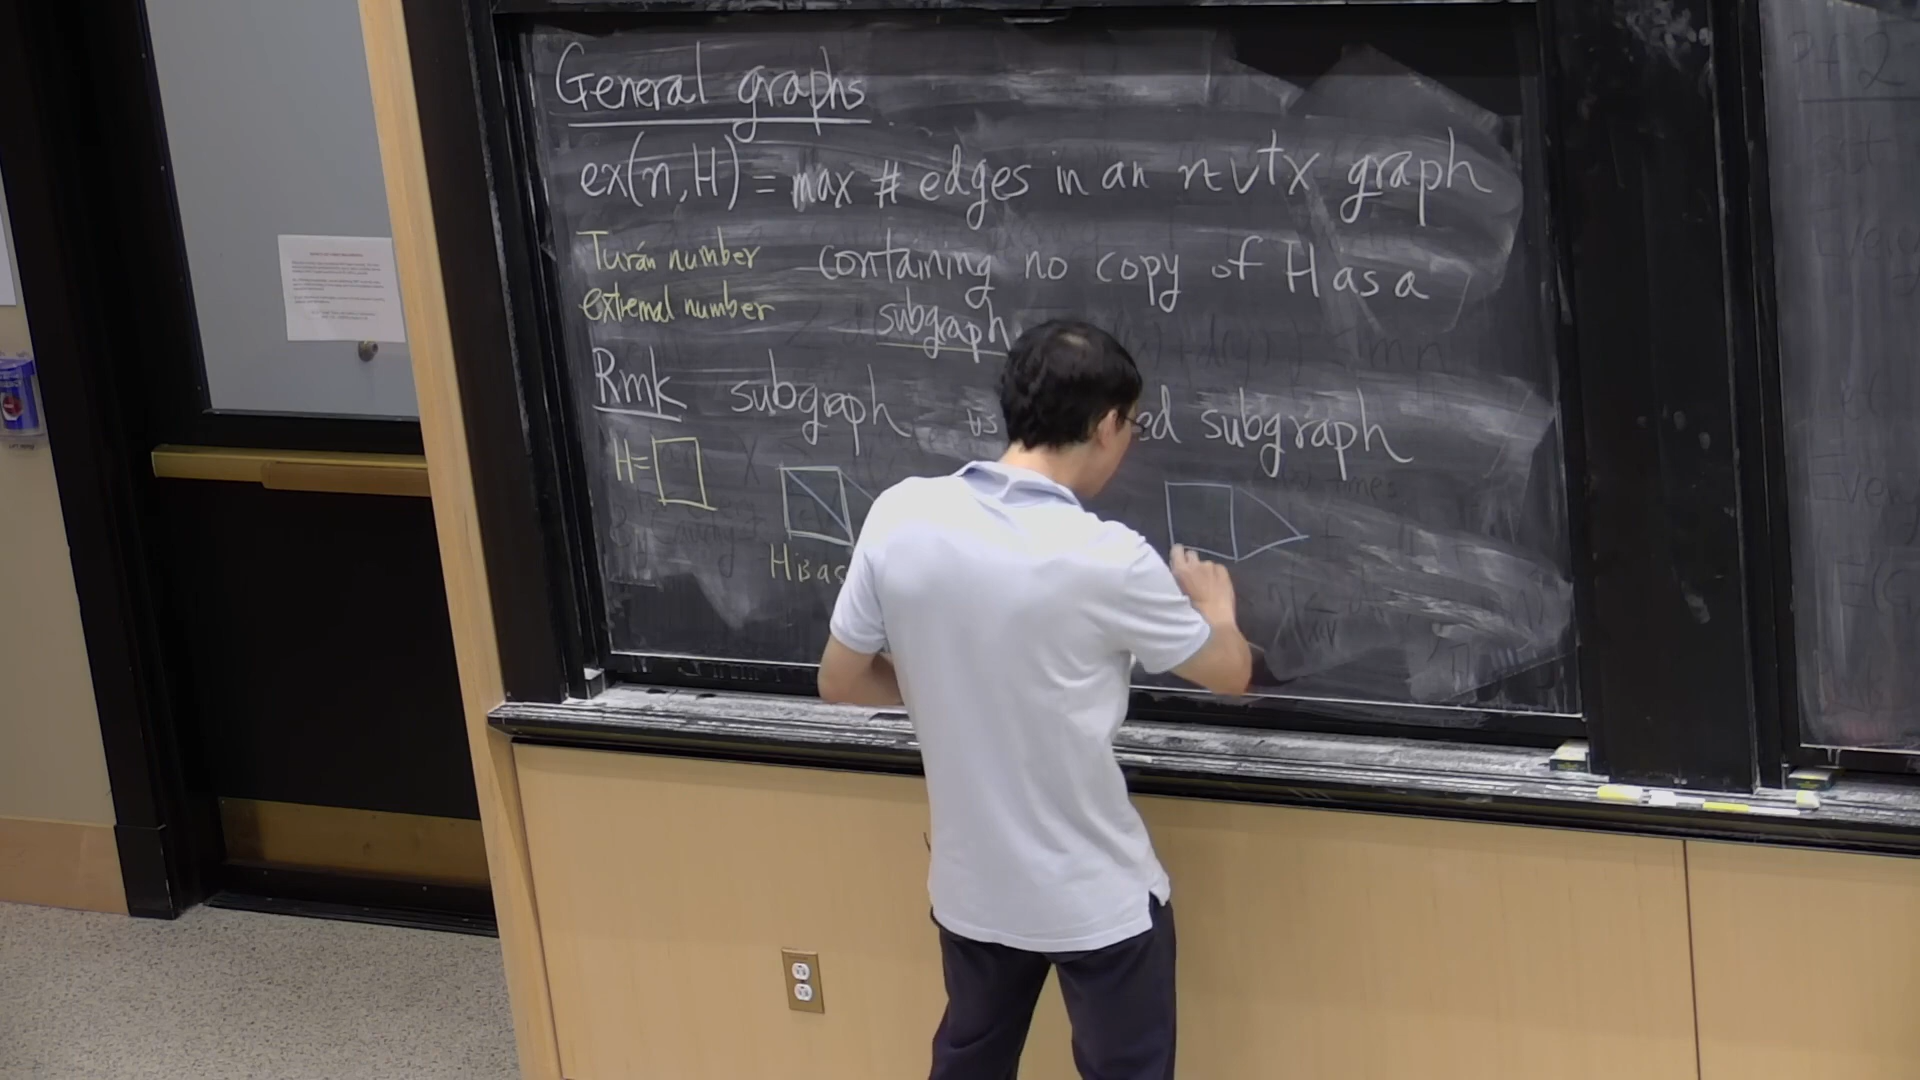 General graphs
ex(n,H) = max # edges in an n-vtx graph
Turán number containing no copy of H as a
extremal number subgraph
Rmk subgraph vs ed subgraph
H=
H is a s